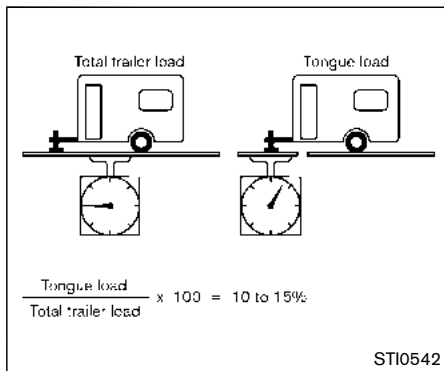 Total trailer load Tongue load
Tongue load
Total trailer load
x 100 = 10 to 15%
STI0542